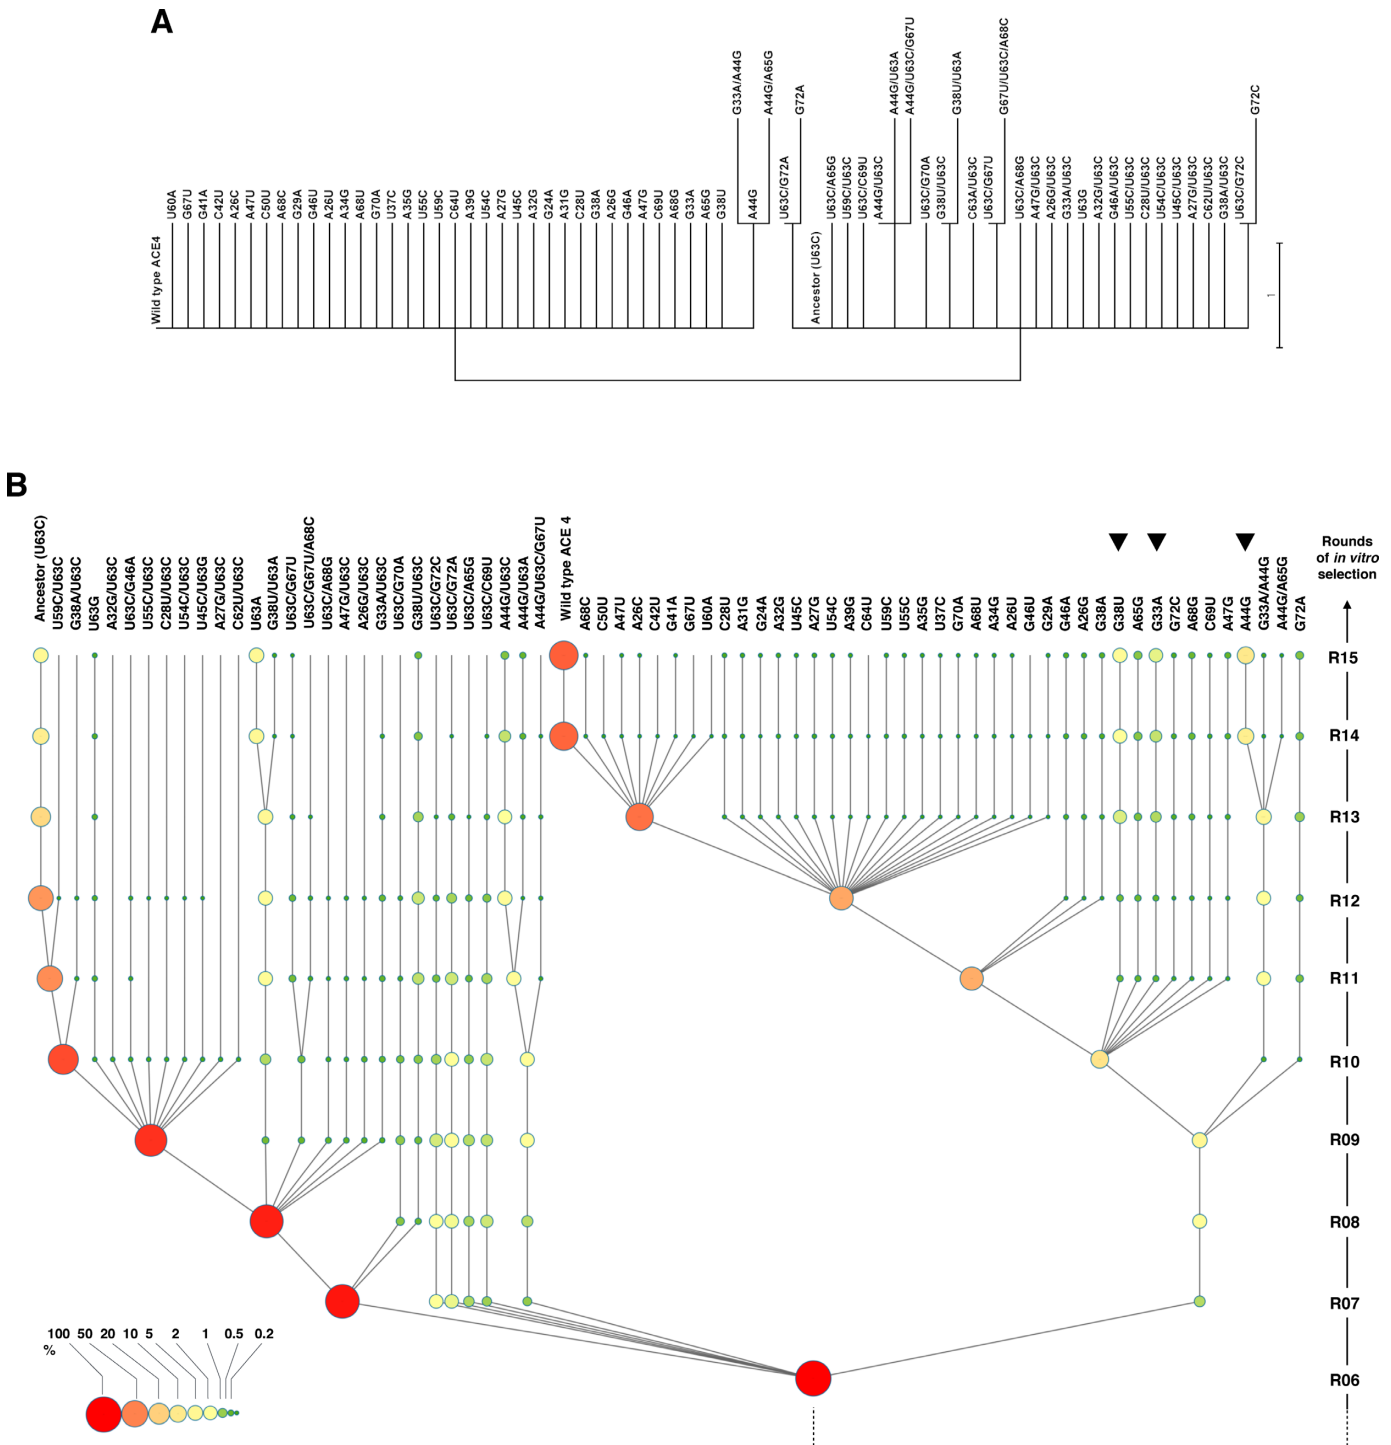 A
Wild type ACE4
U60A
G67U
G41A
C42U
A26C
A47U
C50U
A68C
G29A
G46U
A26U
A34G
A68U
G70A
U37C
A35G
U55C
U59C
C64U
A39G
U54C
A27G
U45C
A32G
G24A
A31G
C28U
G38A
A26G
G46A
A47G
C69U
A68G
G33A
A65G
G38U
G33A/A44G
A44G
A44G/A65G
U63C/G72A
G72A
Ancestor (U63C)
U63C/A65G
U59C/U63C
U63C/C69U
A44G/U63C
A44G/U63A
A44G/U63C/G67U
U63C/G70A
G38U/U63C
G38U/U63A
C63A/U63C
U63C/G67U
G67U/U63C/A68C
U63C/A68G
A47G/U63C
A26G/U63C
G33A/U63C
U63G
A32G/U63C
G46A/U63C
U55C/U63C
C28U/U63C
U54C/U63C
U45C/U63C
A27G/U63C
C62U/U63C
G38A/U63C
U63C/G72C
G72C
1
B
Ancestor (U63C)
U59C/U63C
G38A/U63C
U63G
A32G/U63C
U63C/G46A
U55C/U63C
C28U/U63C
U54C/U63C
U45C/U63G
A27G/U63C
C62U/U63C
U63A
G38U/U63A
U63C/G67U
U63C/G67U/A68C
U63C/A68G
A47G/U63C
A26G/U63C
G33A/U63C
U63C/G70A
G38U/U63C
U63C/G72C
U63C/G72A
U63C/A65G
U63C/C69U
A44G/U63C
A44G/U63A
A44G/U63C/G67U
Wild type ACE 4
A68C
C50U
A47U
A26C
C42U
G41A
G67U
U60A
C28U
A31G
G24A
A32G
U45C
A27G
U54C
A39G
C64U
U59C
U55C
A35G
U37C
G70A
A68U
A34G
A26U
G46U
G29A
G46A
A26G
G38A
G38U
A65G
G33A
G72C
A68G
C69U
A47G
A44G
G33A/A44G
A44G/A65G
G72A
Rounds
of in vitro
selection
R15
R14
R13
R12
R11
R10
R09
R08
R07
R06
100 50 20 10 5 2 1 0.5 0.2
%